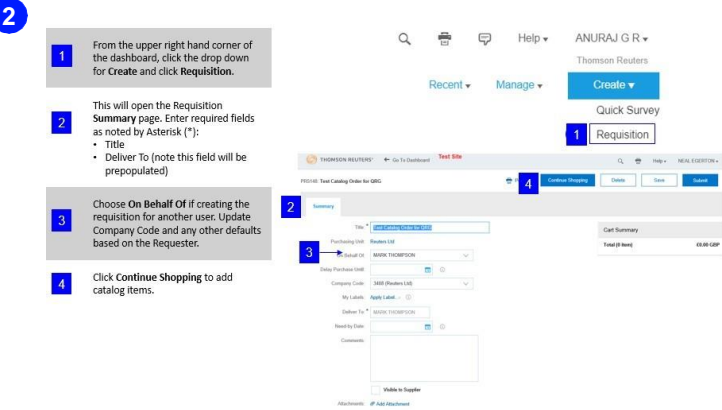 2
1
From the upper right hand corner of
the dashboard, click the drop down
for Create and click Requisition.
2
This will open the Requisition
Summary page. Enter required fields
as noted by Asterisk (*):
• Title
• Deliver To (note this field will be
prepopulated)
3
Choose On Behalf Of if creating the
requisition for another user. Update
Company Code and any other defaults
based on the Requester.
4
Click Continue Shopping to add
catalog items.
Help ANURAJ G R
Thomson Reuters
Recent Manage Create
Quick Survey
1 Requisition
THOMSON REUTERS Go To Dashboard Test Site Help NEAL EGERTON
Test Catalog Order for QRG 4 Continue Shopping Delete Save Submit
2 Summary
Title: * Test Catalog Order for QRG
Cart Summary
Purchasing Unit: Reuters Ltd
Total (0 Item) £0.00 GBP
3 On Behalf Of: MARK THOMPSON
Delay Purchase Until:
Company Code: 3468 (Reuters Ltd)
My Labels: Apply Label...
Deliver To: * MARK THOMPSON
Need-by Date:
Comments:
Visible to Supplier
Attachments: Add Attachment